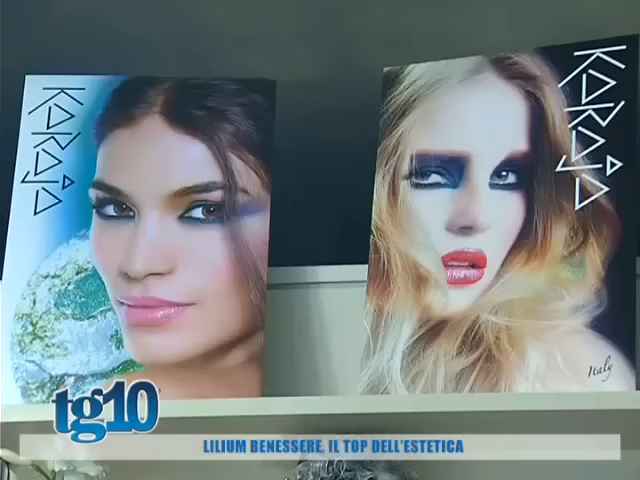 KaRaJa
KaRaJa
Italy
tg10
LILIUM BENESSERE, IL TOP DELL'ESTETICA